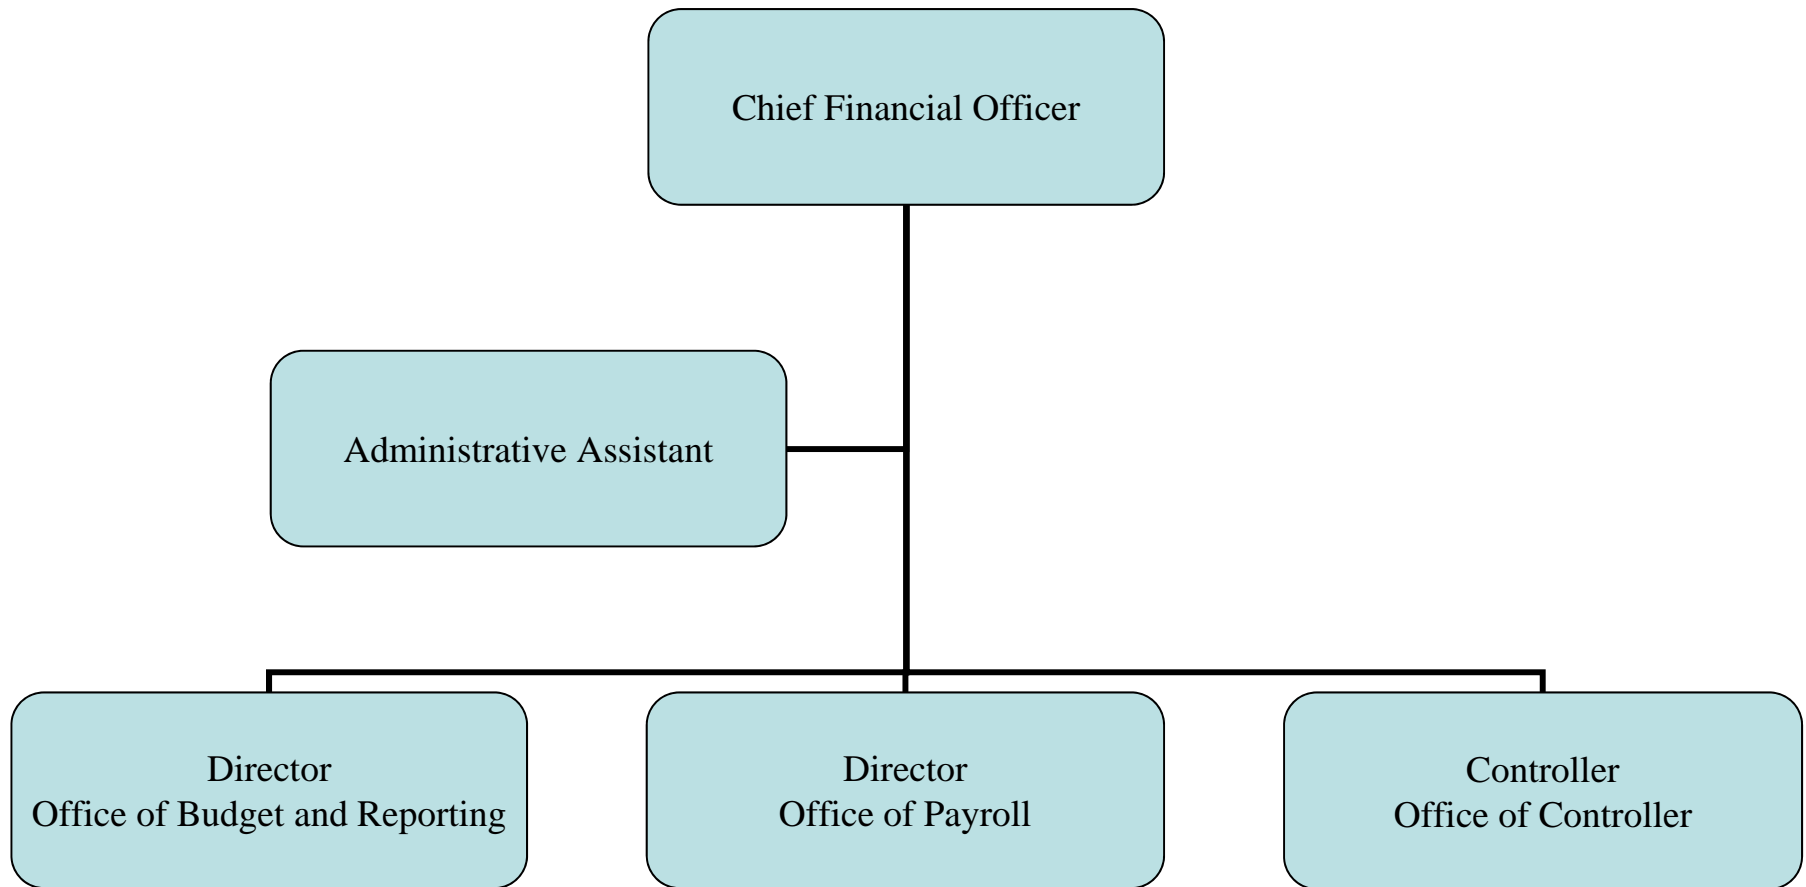 Chief Financial Officer
Administrative Assistant
Director
Office of Budget and Reporting
Director
Office of Payroll
Controller
Office of Controller